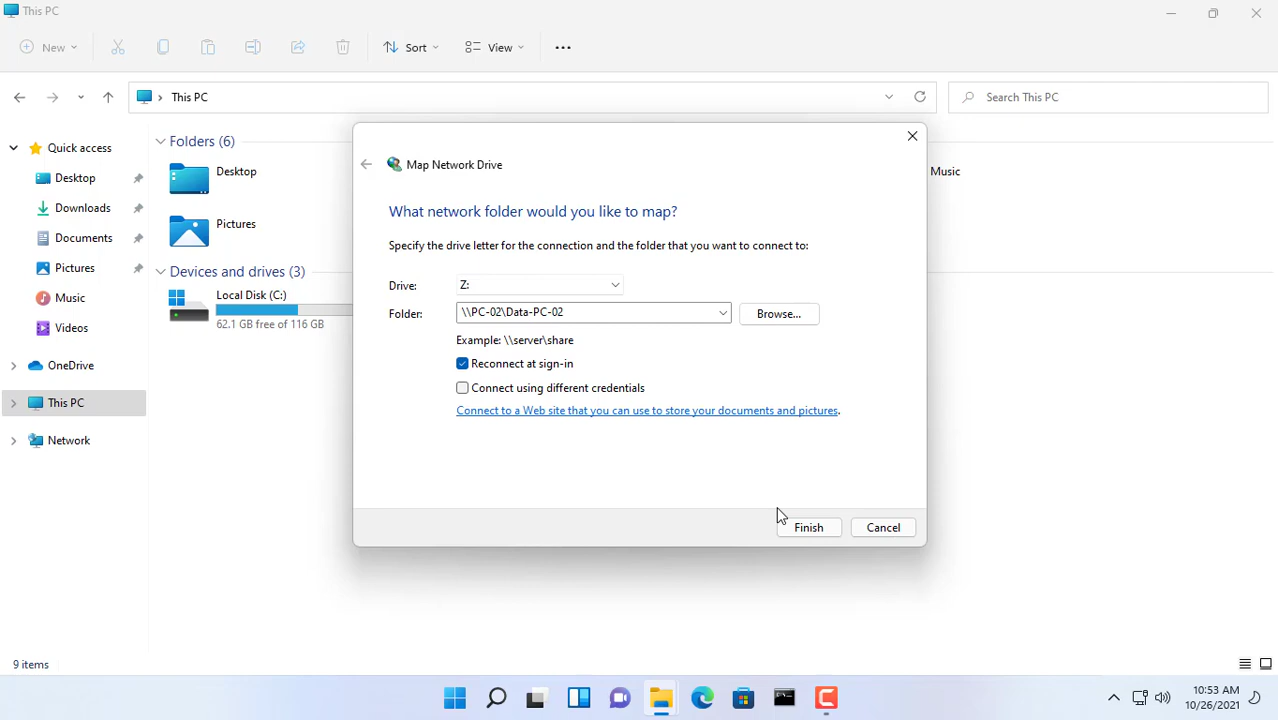 This PC
New
Sort
View
This PC
Search This PC
Quick access
Desktop
Downloads
Documents
Pictures
Music
Videos
OneDrive
This PC
Network
Folders (6)
Desktop
Music
Pictures
Devices and drives (3)
Local Disk (C:)
62.1 GB free of 116 GB
Map Network Drive
What network folder would you like to map?
Specify the drive letter for the connection and the folder that you want to connect to:
Drive: Z:
Folder: \\PC-02\Data-PC-02 Browse...
Example: \\server\share
Reconnect at sign-in
Connect using different credentials
Connect to a Web site that you can use to store your documents and pictures.
Finish Cancel
9 items
10:53 AM
10/26/2021